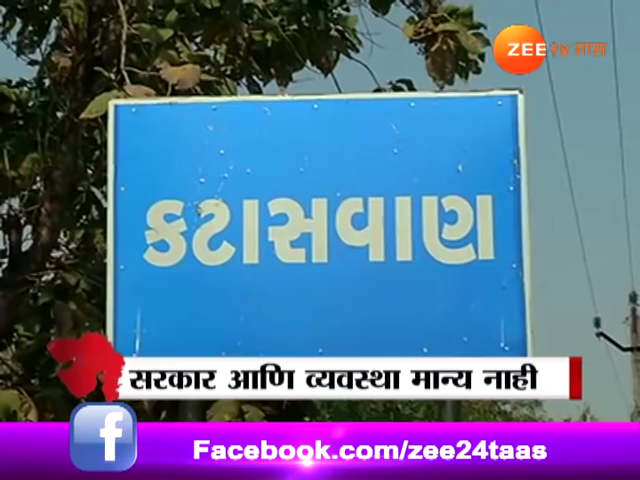 ZEE २४ तास
કટાસવાણ
सरकार आणि व्यवस्था मान्य नाही
f
Facebook.com/zee24taas